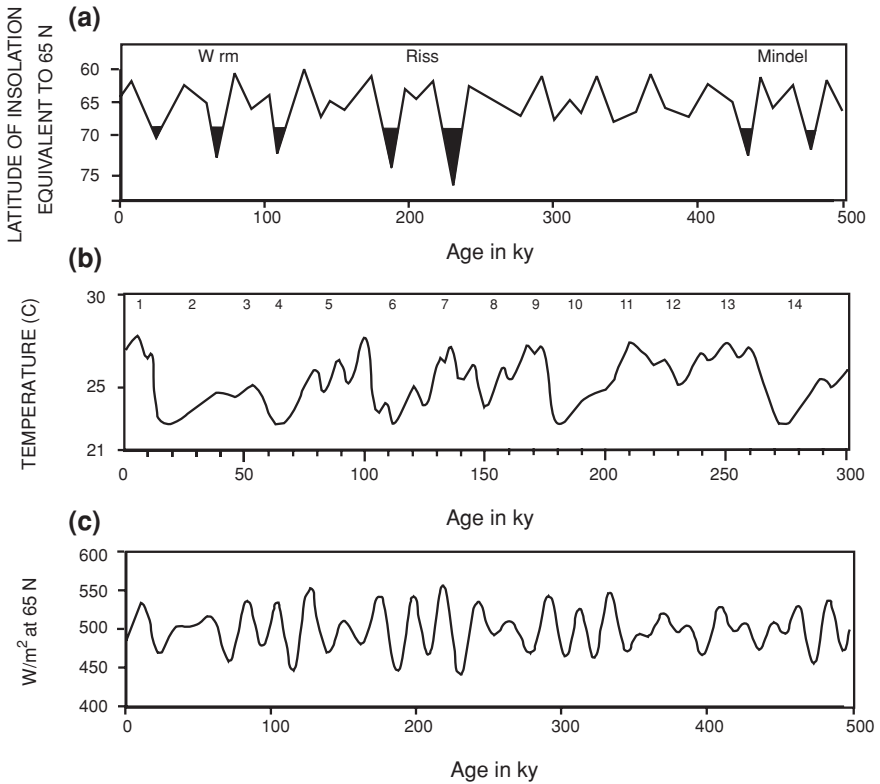 (a)
LATITUDE OF INSOLATION
EQUIVALENT TO 65 N
W rm Riss Mindel
60
65
70
75
0 100 200 300 400 500
Age in ky
(b)
TEMPERATURE (C)
30
1 2 3 4 5 6 7 8 9 10 11 12 13 14
25
21
0 50 100 150 200 250 300
Age in ky
(c)
W/m² at 65 N
600
550
500
450
400
0 100 200 300 400 500
Age in ky